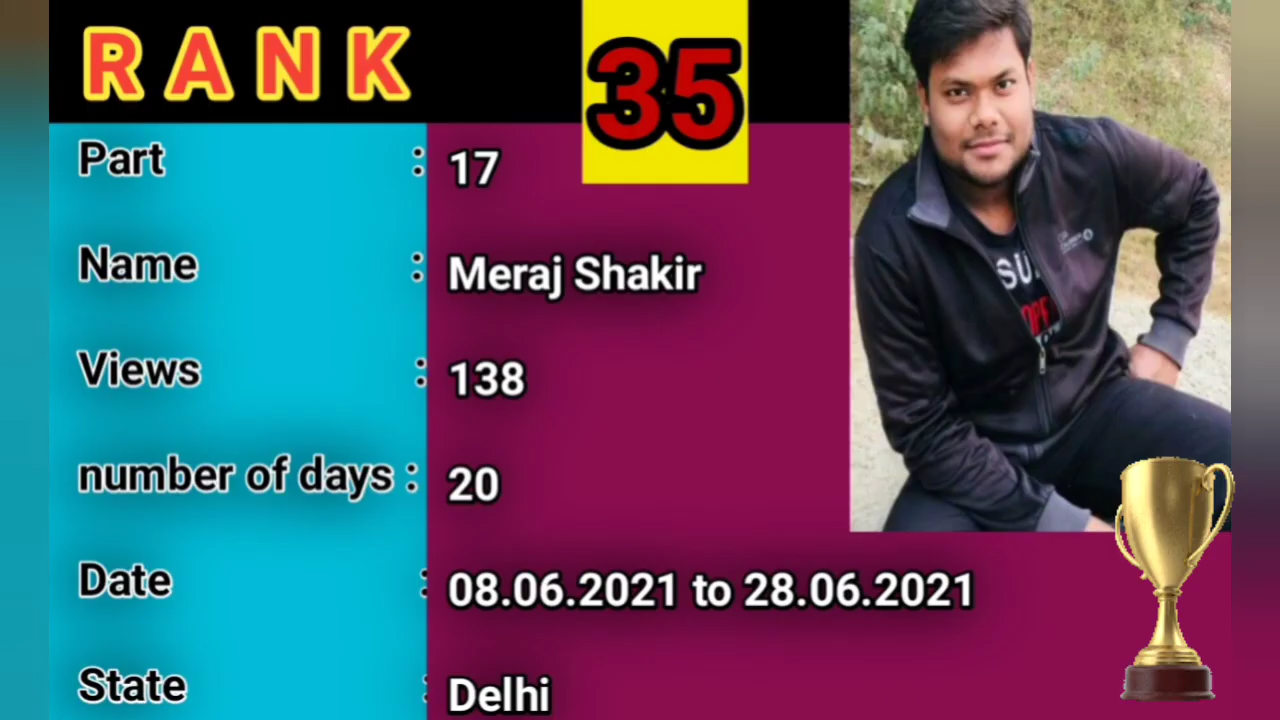 RANK 35
Part : 17
Name : Meraj Shakir
Views : 138
number of days : 20
Date : 08.06.2021 to 28.06.2021
State : Delhi